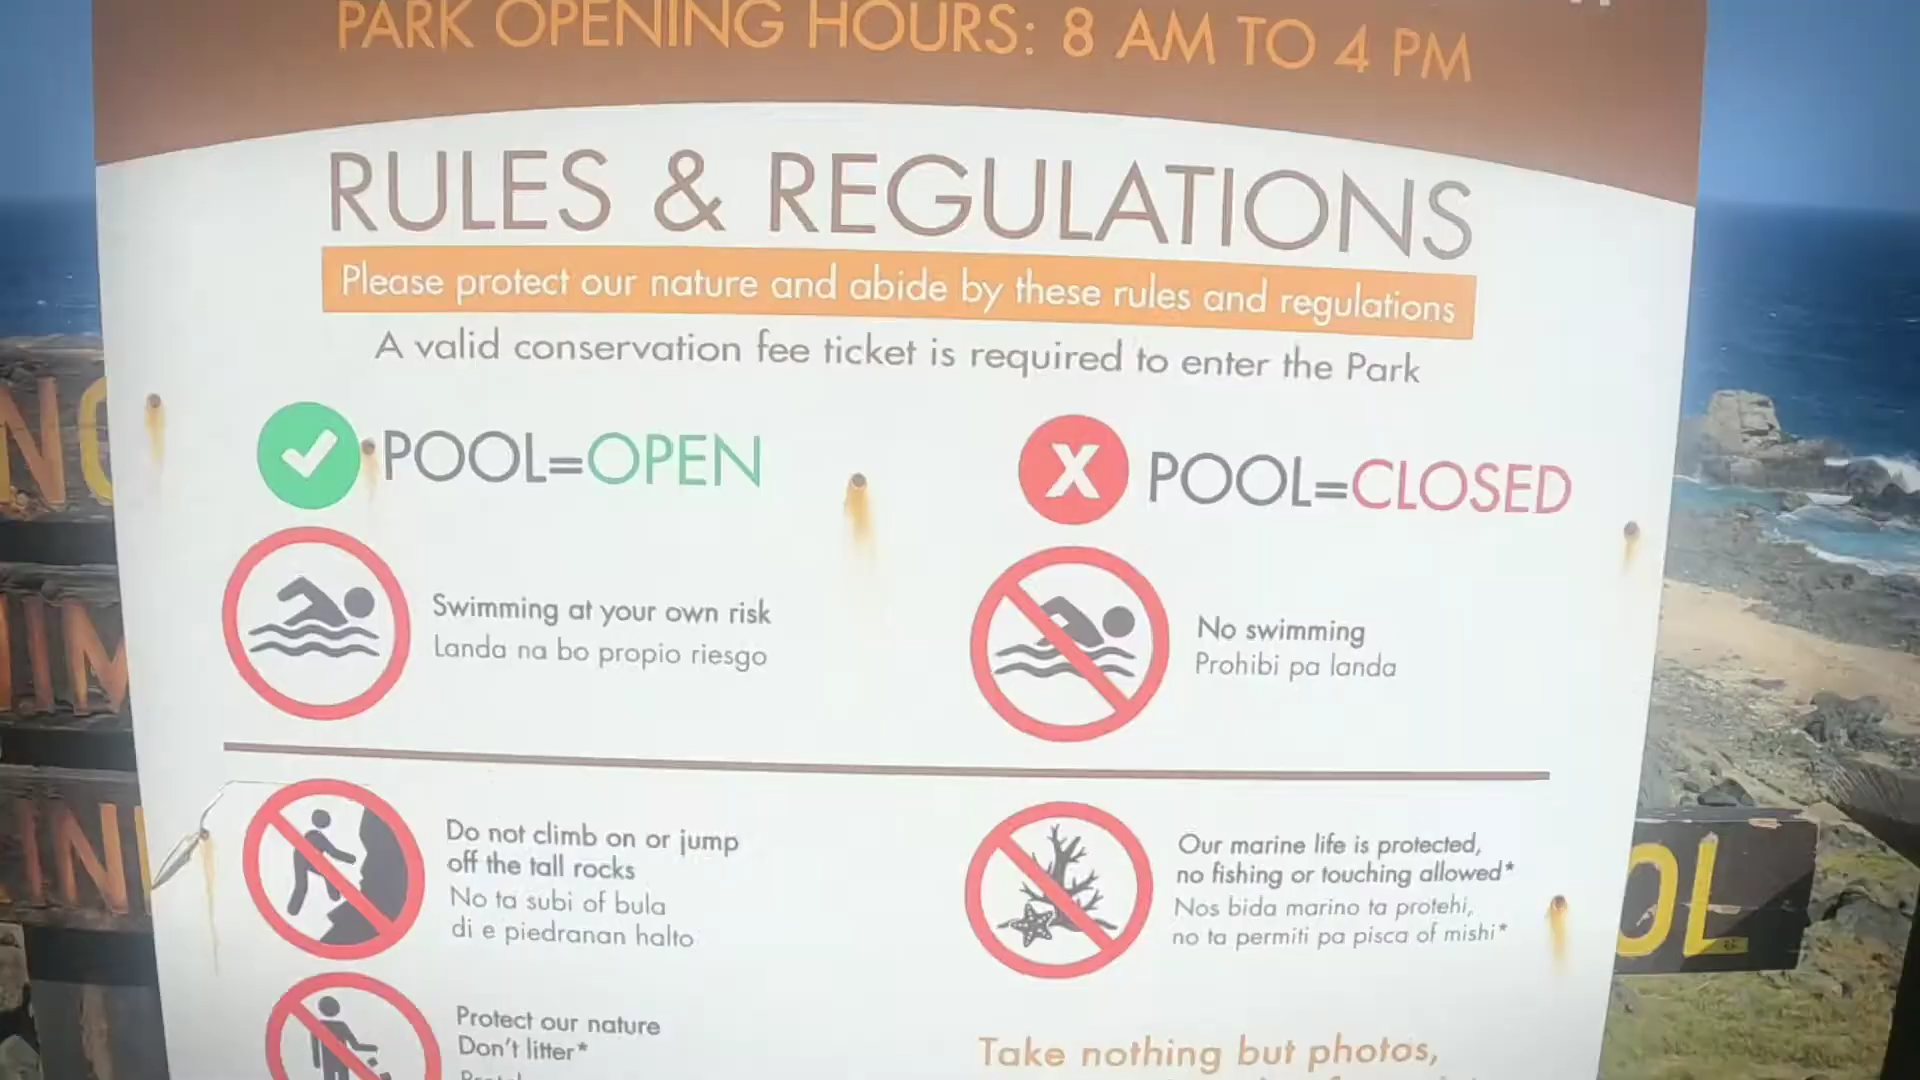 PARK OPENING HOURS: 8 AM TO 4 PM
RULES & REGULATIONS
Please protect our nature and abide by these rules and regulations
A valid conservation fee ticket is required to enter the Park
POOL=OPEN
Swimming at your own risk
Landa na bo propio riesgo
POOL=CLOSED
No swimming
Prohibi pa landa
Do not climb on or jump
off the tall rocks
No ta subi of bula
di e piedranan halto
Our marine life is protected,
no fishing or touching allowed*
Nos bida marino ta protehi,
no ta permiti pa pisca of mishi*
Protect our nature
Don't litter*
Take nothing but photos,
OL